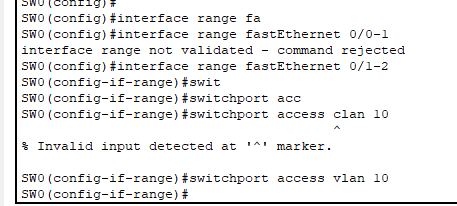 SW0(config)#
SW0(config)#interface range fa
SW0(config)#interface range fastEthernet 0/0-1
interface range not validated - command rejected
SW0(config)#interface range fastEthernet 0/1-2
SW0(config-if-range)#swit
SW0(config-if-range)#switchport acc
SW0(config-if-range)#switchport access clan 10
^
% Invalid input detected at '^' marker.
SW0(config-if-range)#switchport access vlan 10
SW0(config-if-range)#